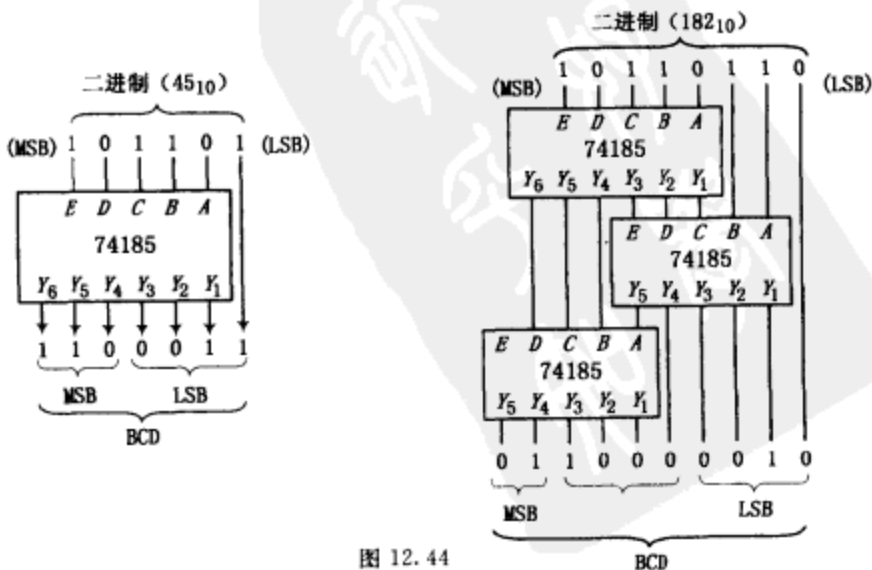 二进制（45₁₀）
(MSB) 1 0 1 1 0 1 (LSB)
E D C B A
74185
Y₆ Y₅ Y₄ Y₃ Y₂ Y₁
1 1 0 0 0 1 1
MSB LSB
BCD
二进制（182₁₀）
(MSB) 1 0 1 1 0 1 1 0 (LSB)
E D C B A
74185
Y₆ Y₅ Y₄ Y₃ Y₂ Y₁
E D C B A
74185
Y₅ Y₄ Y₃ Y₂ Y₁
E D C B A
74185
Y₅ Y₄ Y₃ Y₂ Y₁
0 1 1 0 0 0 0 0 1 0
MSB LSB
BCD
图 12.44